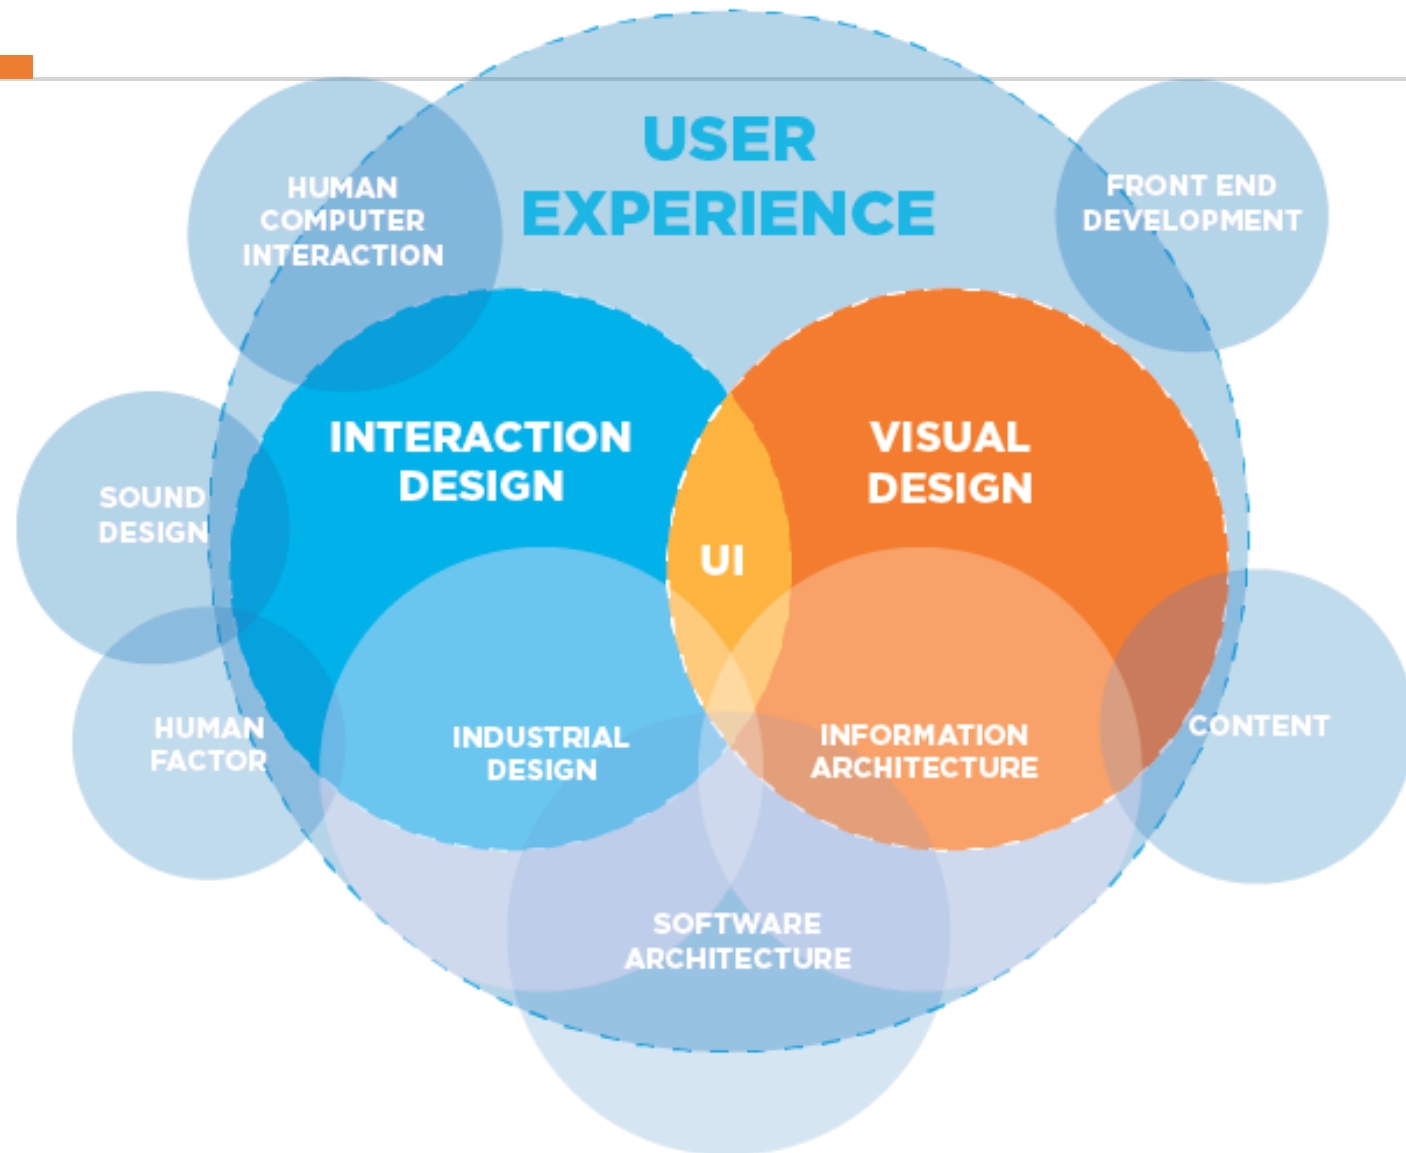 USER
EXPERIENCE
HUMAN
COMPUTER
INTERACTION
FRONT END
DEVELOPMENT
INTERACTION
DESIGN
VISUAL
DESIGN
SOUND
DESIGN
UI
HUMAN
FACTOR
INDUSTRIAL
DESIGN
INFORMATION
ARCHITECTURE
CONTENT
SOFTWARE
ARCHITECTURE